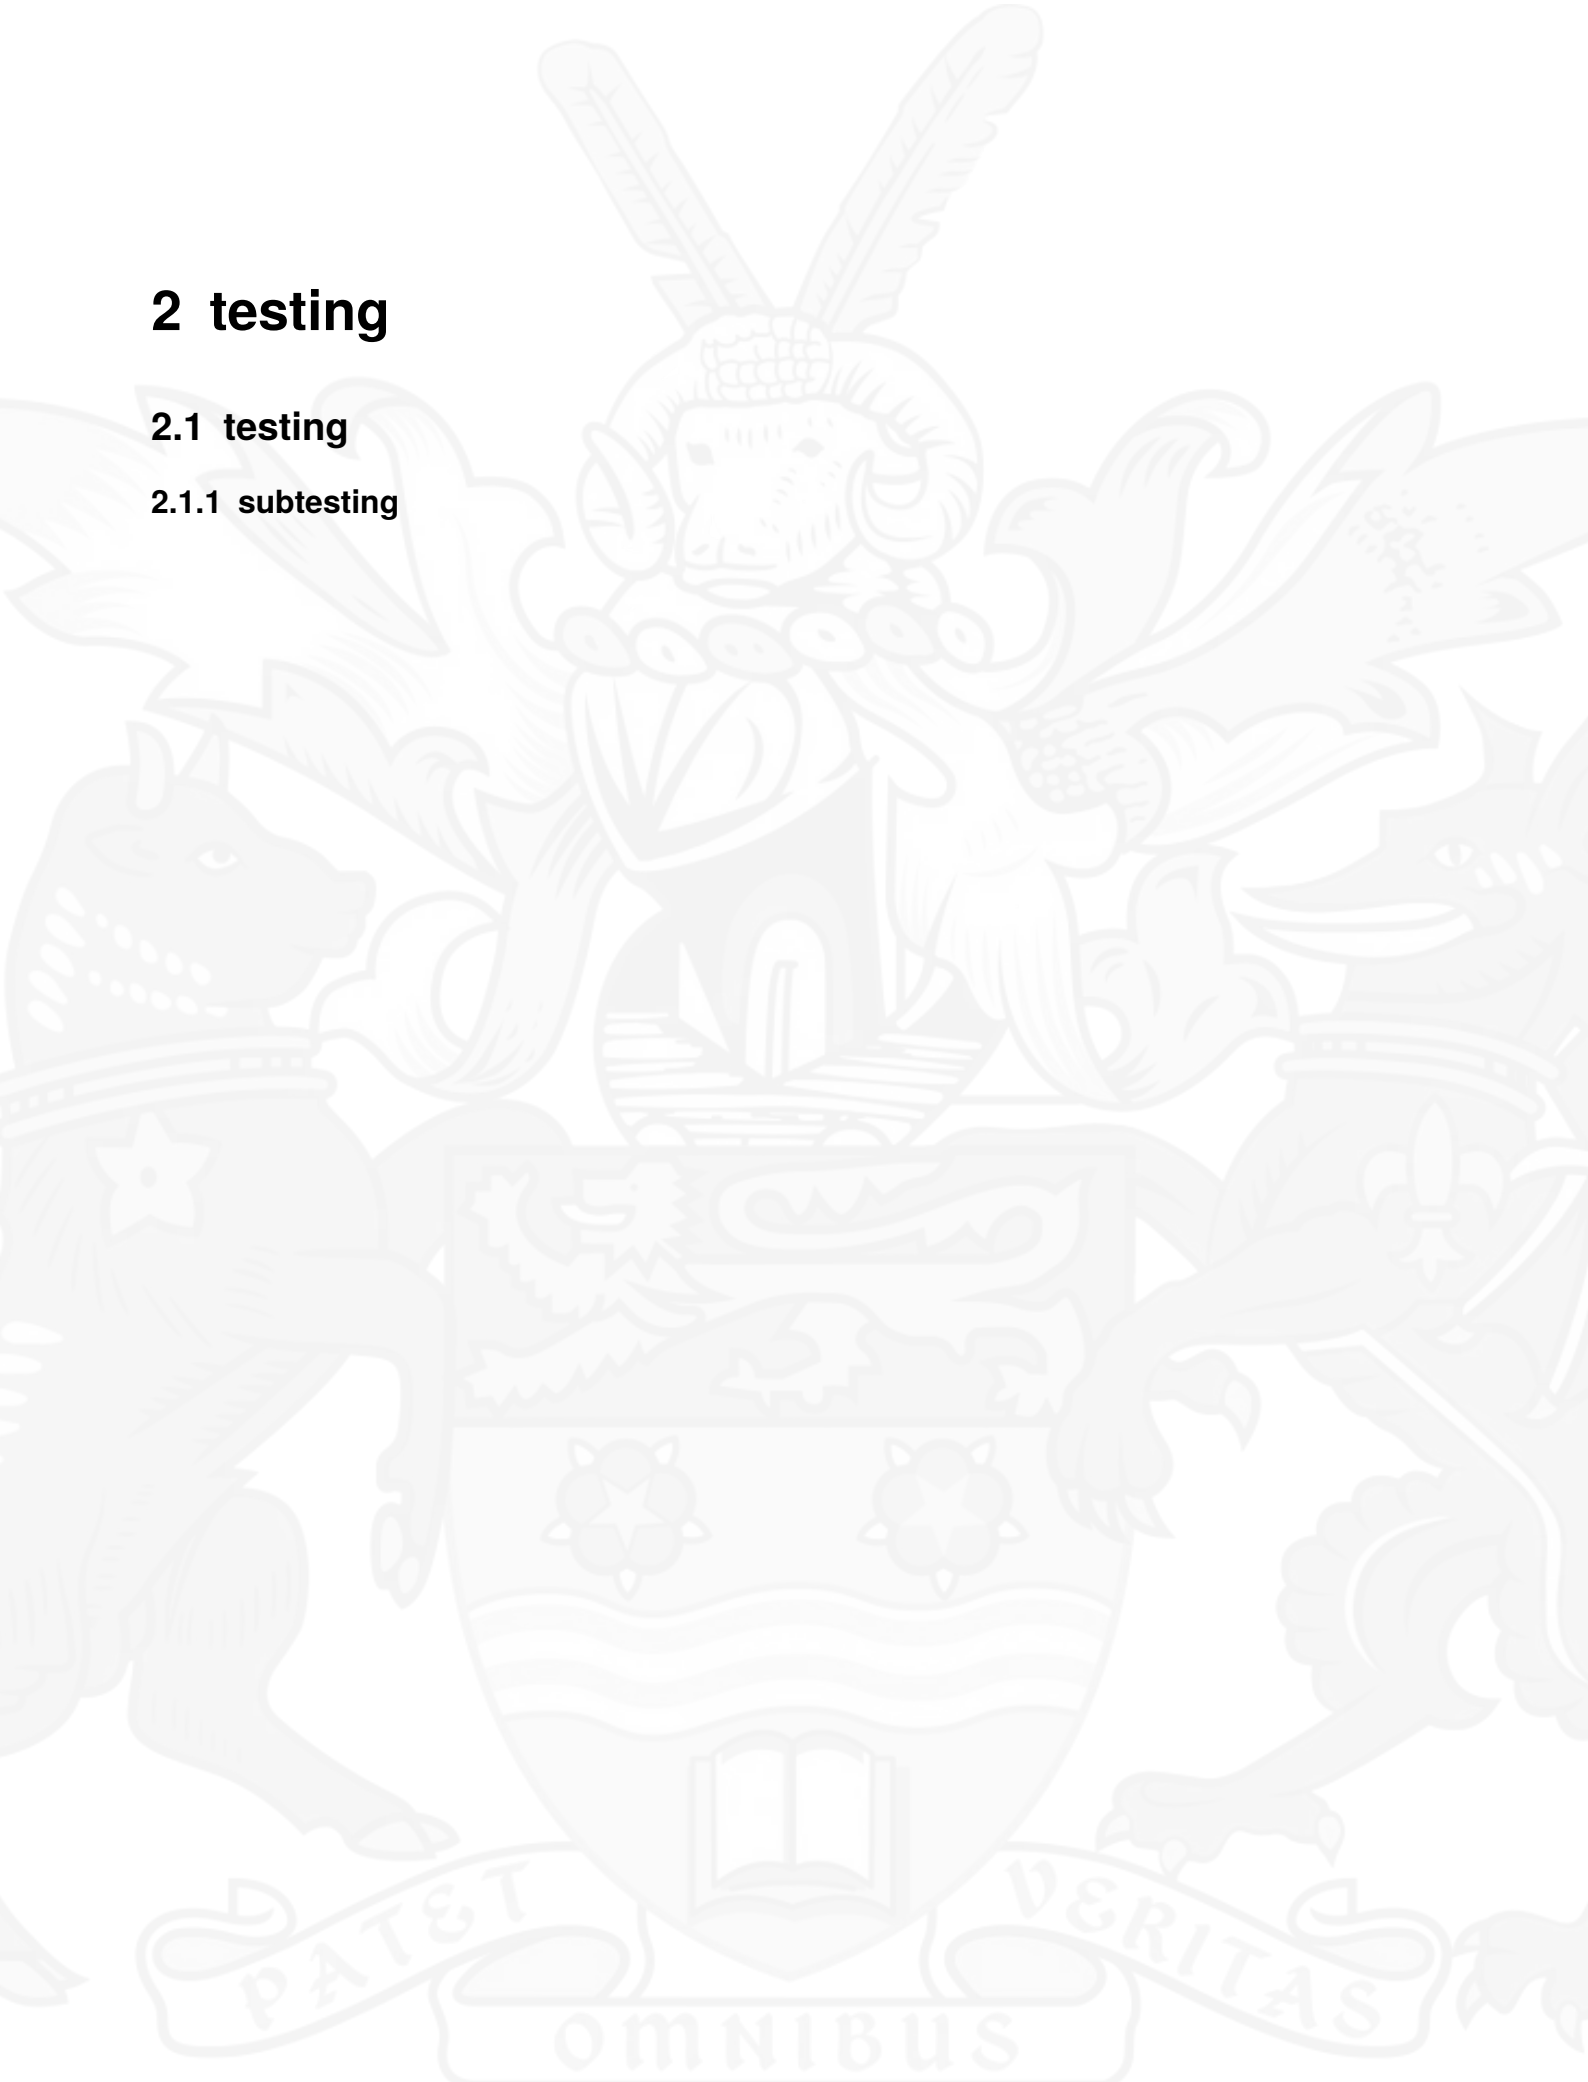 2 testing
2.1 testing
2.1.1 subtesting
PATET
OMNIBUS
VERITAS